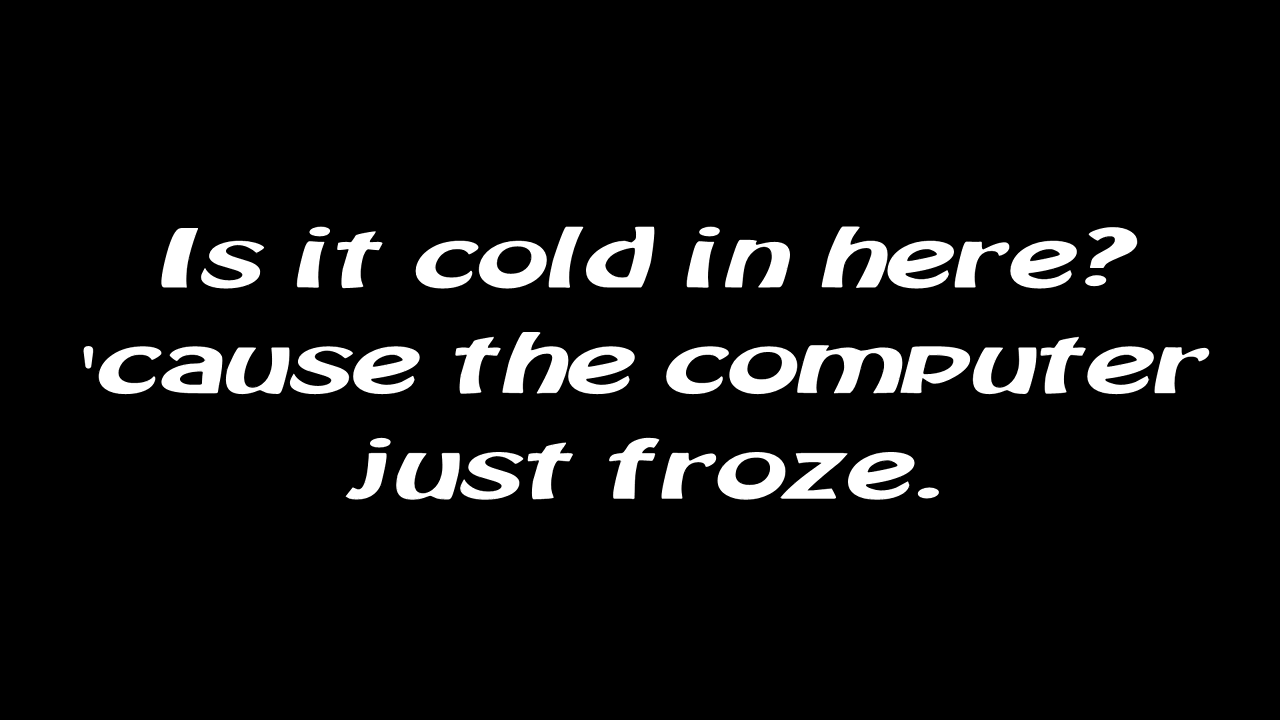 Is it cold in here?
'cause the computer
just froze.